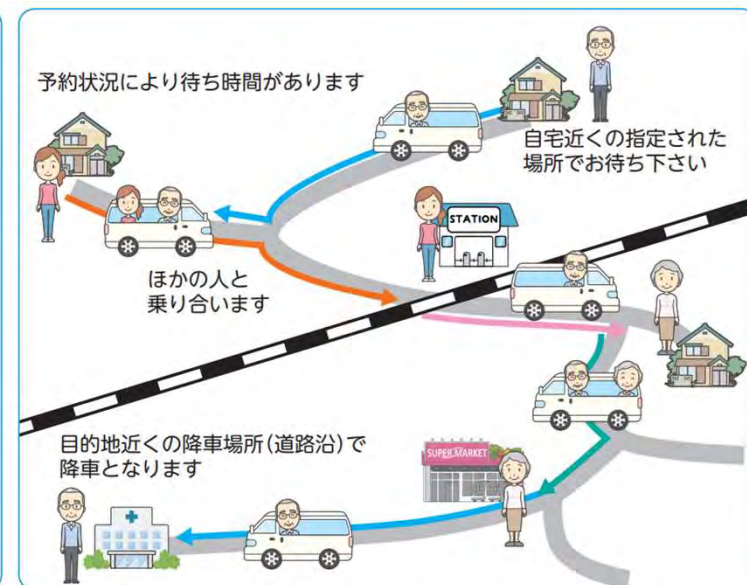 予約状況により待ち時間があります
自宅近くの指定された
場所でお待ち下さい
STATION
ほかの人と
乗り合います
目的地近くの降車場所(道路沿)で
降車となります
SUPER MARKET